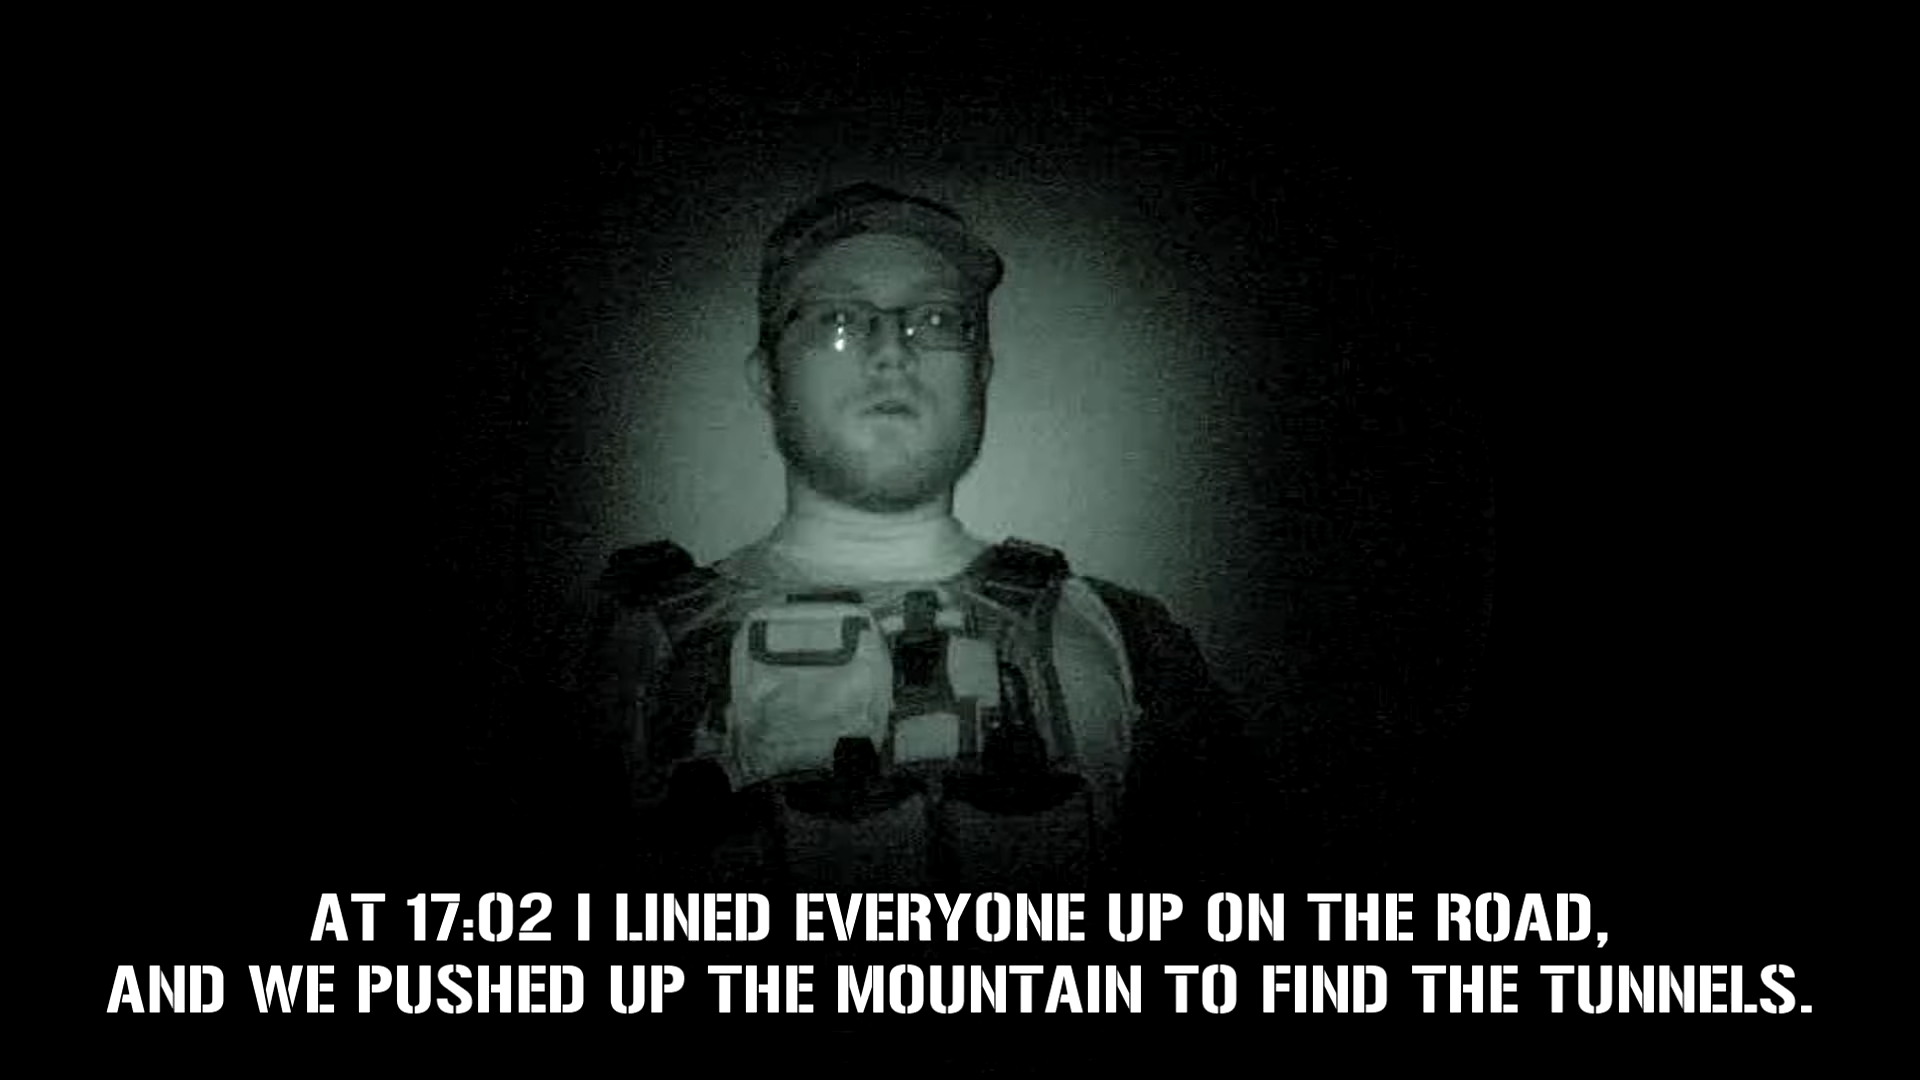 AT 17:02 I LINED EVERYONE UP ON THE ROAD,
AND WE PUSHED UP THE MOUNTAIN TO FIND THE TUNNELS.